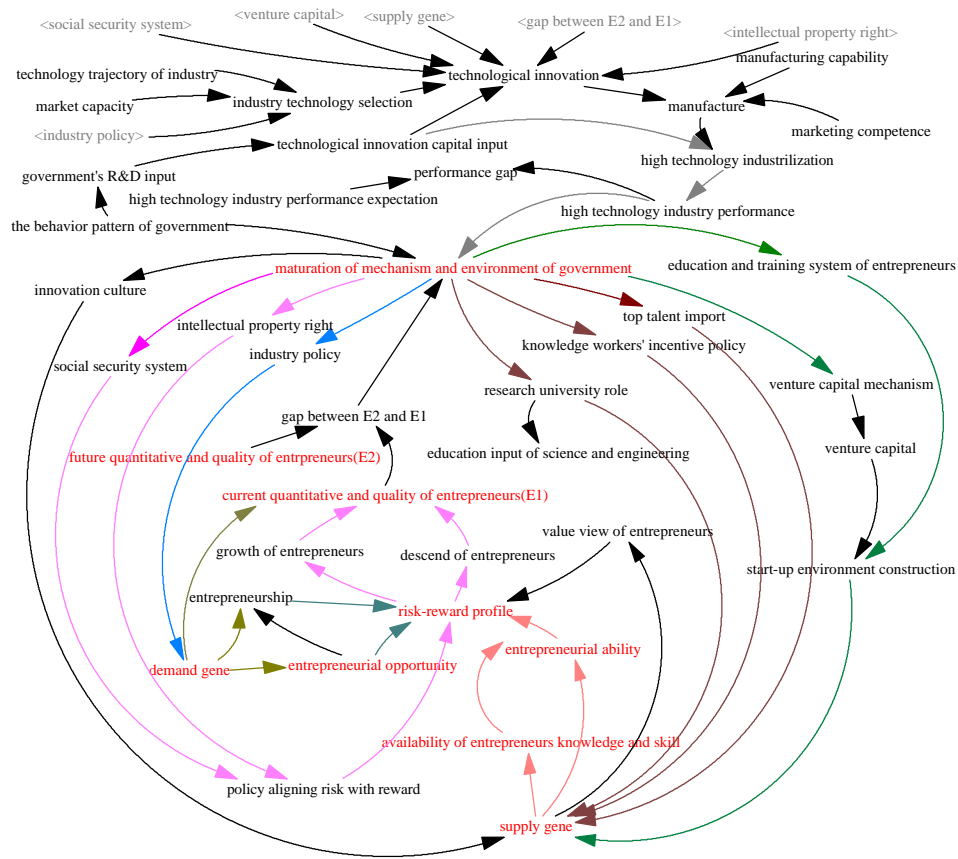 <social security system>
<venture capital>
<supply gene>
<gap between E2 and E1>
<intellectual property right>
manufacturing capability
technology trajectory of industry
technological innovation
market capacity
industry technology selection
manufacture
<industry policy>
marketing competence
technological innovation capital input
high technology industrilization
government's R&D input
performance gap
high technology industry performance expectation
high technology industry performance
the behavior pattern of government
maturation of mechanism and environment of government
education and training system of entrepreneurs
innovation culture
intellectual property right
top talent import
industry policy
knowledge workers' incentive policy
social security system
research university role
venture capital mechanism
gap between E2 and E1
future quantitative and quality of entrpreneurs(E2)
education input of science and engineering
venture capital
current quantitative and quality of entrepreneurs(E1)
value view of entrepreneurs
growth of entrepreneurs
descend of entrepreneurs
start-up environment construction
entrepreneurship
risk-reward profile
demand gene
entrepreneurial opportunity
entrepreneurial ability
availability of entrepreneurs knowledge and skill
policy aligning risk with reward
supply gene